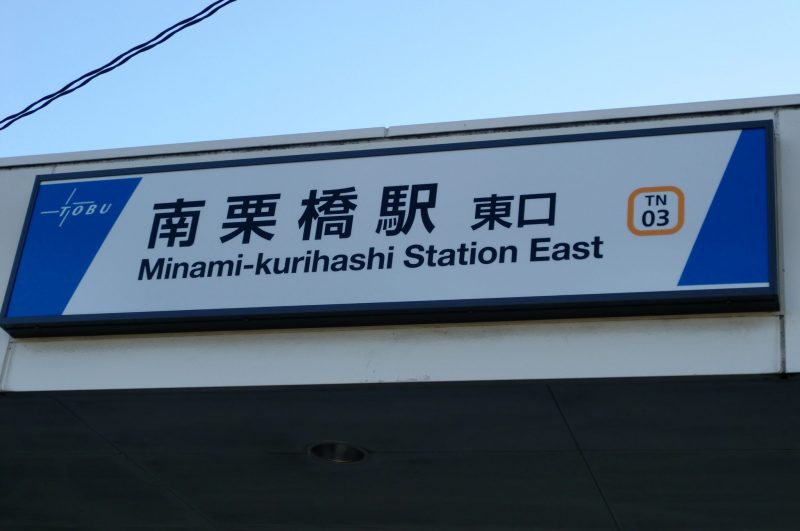 TOBU
南栗橋駅 東口
Minami-kurihashi Station East
TN
03